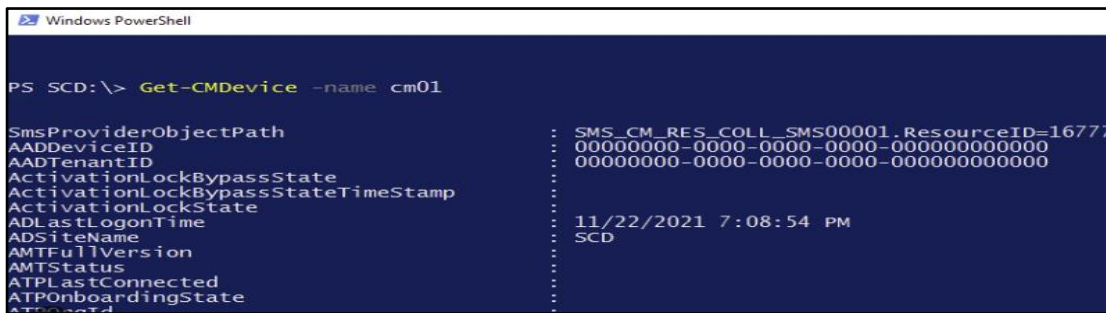 Windows PowerShell
PS SCD:\> Get-CMDevice -name cm01
SmsProviderObjectPath : SMS_CM_RES_COLL_SMS00001.ResourceID=16777
AADDeviceID : 00000000-0000-0000-0000-000000000000
AADTenantID : 00000000-0000-0000-0000-000000000000
ActivationLockBypassState :
ActivationLockBypassStateTimeStamp :
ActivationLockState :
ADLastLogonTime : 11/22/2021 7:08:54 PM
ADSiteName : SCD
AMTFullVersion :
AMTStatus :
ATPLastConnected :
ATPOnboardingState :